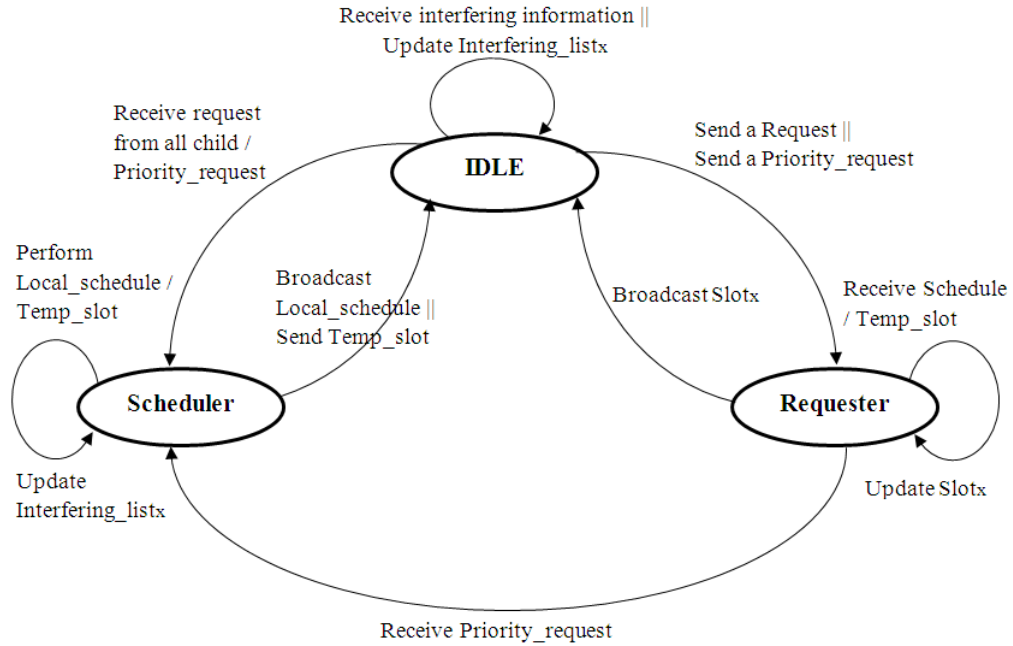 Receive interfering information ||
Update Interfering_listx
Receive request
from all child /
Priority_request
Send a Request ||
Send a Priority_request
IDLE
Perform
Local_schedule /
Temp_slot
Broadcast
Local_schedule ||
Send Temp_slot
Broadcast Slotx
Receive Schedule
/ Temp_slot
Scheduler
Requester
Update
Interfering_listx
Update Slotx
Receive Priority_request